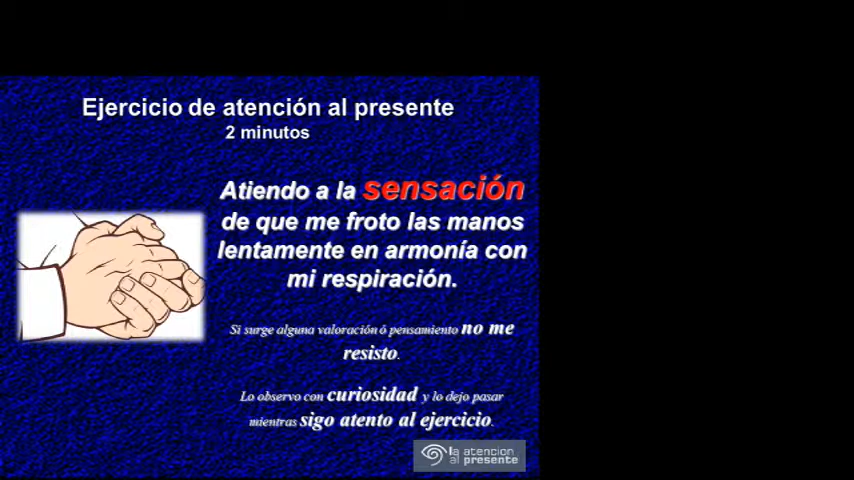 Ejercicio de atención al presente
2 minutos
Atiendo a la sensación
de que me froto las manos
lentamente en armonía con
mi respiración.
Si surge alguna valoración ó pensamiento no me
resisto.
Lo observo con curiosidad y lo dejo pasar
mientras sigo atento al ejercicio.
la atencion
al presente